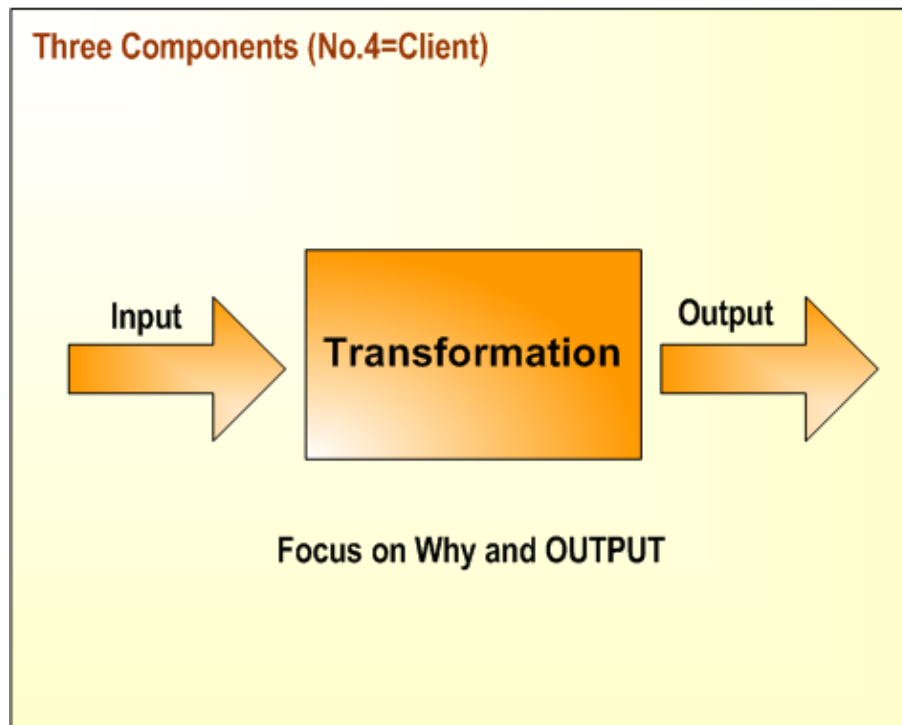 Three Components (No.4=Client)
Input
Transformation
Output
Focus on Why and OUTPUT